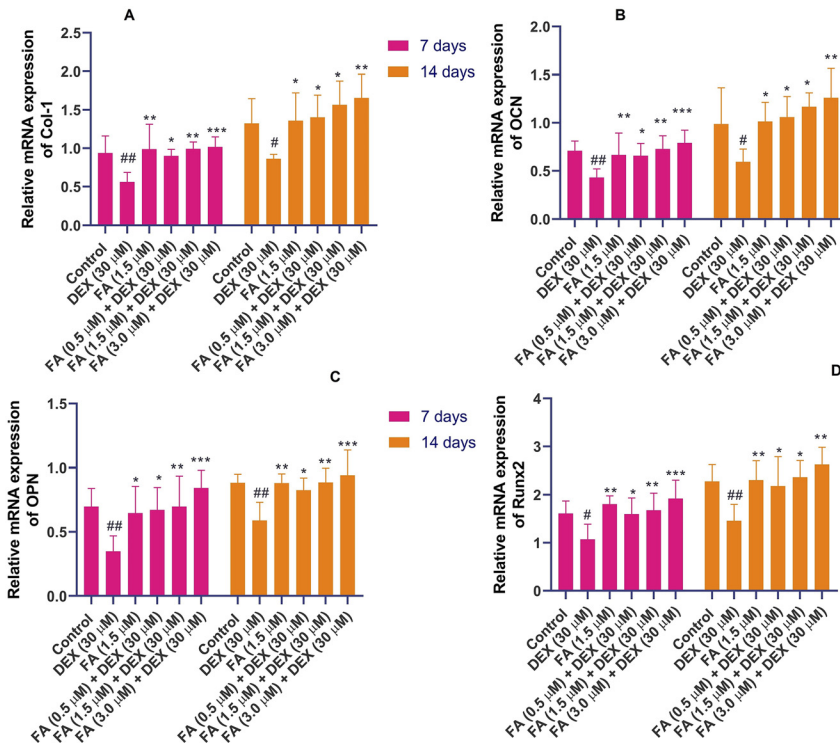 A
Relative mRNA expression
of Col-1
2.5
2.0
1.5
1.0
0.5
0.0
## ** * ** ***
# * * * **
Control
DEX (30 μM)
FA (1.5 μM)
FA (0.5 μM) + DEX (30 μM)
FA (1.5 μM) + DEX (30 μM)
FA (3.0 μM) + DEX (30 μM)
Control
DEX (30 μM)
FA (1.5 μM)
FA (0.5 μM) + DEX (30 μM)
FA (1.5 μM) + DEX (30 μM)
FA (3.0 μM) + DEX (30 μM)
7 days
14 days
B
Relative mRNA expression
of OCN
2.0
1.5
1.0
0.5
0.0
## ** * ** ***
# * * * **
Control
DEX (30 μM)
FA (1.5 μM)
FA (0.5 μM) + DEX (30 μM)
FA (1.5 μM) + DEX (30 μM)
FA (3.0 μM) + DEX (30 μM)
Control
DEX (30 μM)
FA (1.5 μM)
FA (0.5 μM) + DEX (30 μM)
FA (1.5 μM) + DEX (30 μM)
FA (3.0 μM) + DEX (30 μM)
C
Relative mRNA expression
of OPN
1.5
1.0
0.5
0.0
## * * ** ***
## ** * ** ***
Control
DEX (30 μM)
FA (1.5 μM)
FA (0.5 μM) + DEX (30 μM)
FA (1.5 μM) + DEX (30 μM)
FA (3.0 μM) + DEX (30 μM)
Control
DEX (30 μM)
FA (1.5 μM)
FA (0.5 μM) + DEX (30 μM)
FA (1.5 μM) + DEX (30 μM)
FA (3.0 μM) + DEX (30 μM)
7 days
14 days
D
Relative mRNA expression
of Runx2
4
3
2
1
0
# ** * ** ***
## ** * * **
Control
DEX (30 μM)
FA (1.5 μM)
FA (0.5 μM) + DEX (30 μM)
FA (1.5 μM) + DEX (30 μM)
FA (3.0 μM) + DEX (30 μM)
Control
DEX (30 μM)
FA (1.5 μM)
FA (0.5 μM) + DEX (30 μM)
FA (1.5 μM) + DEX (30 μM)
FA (3.0 μM) + DEX (30 μM)